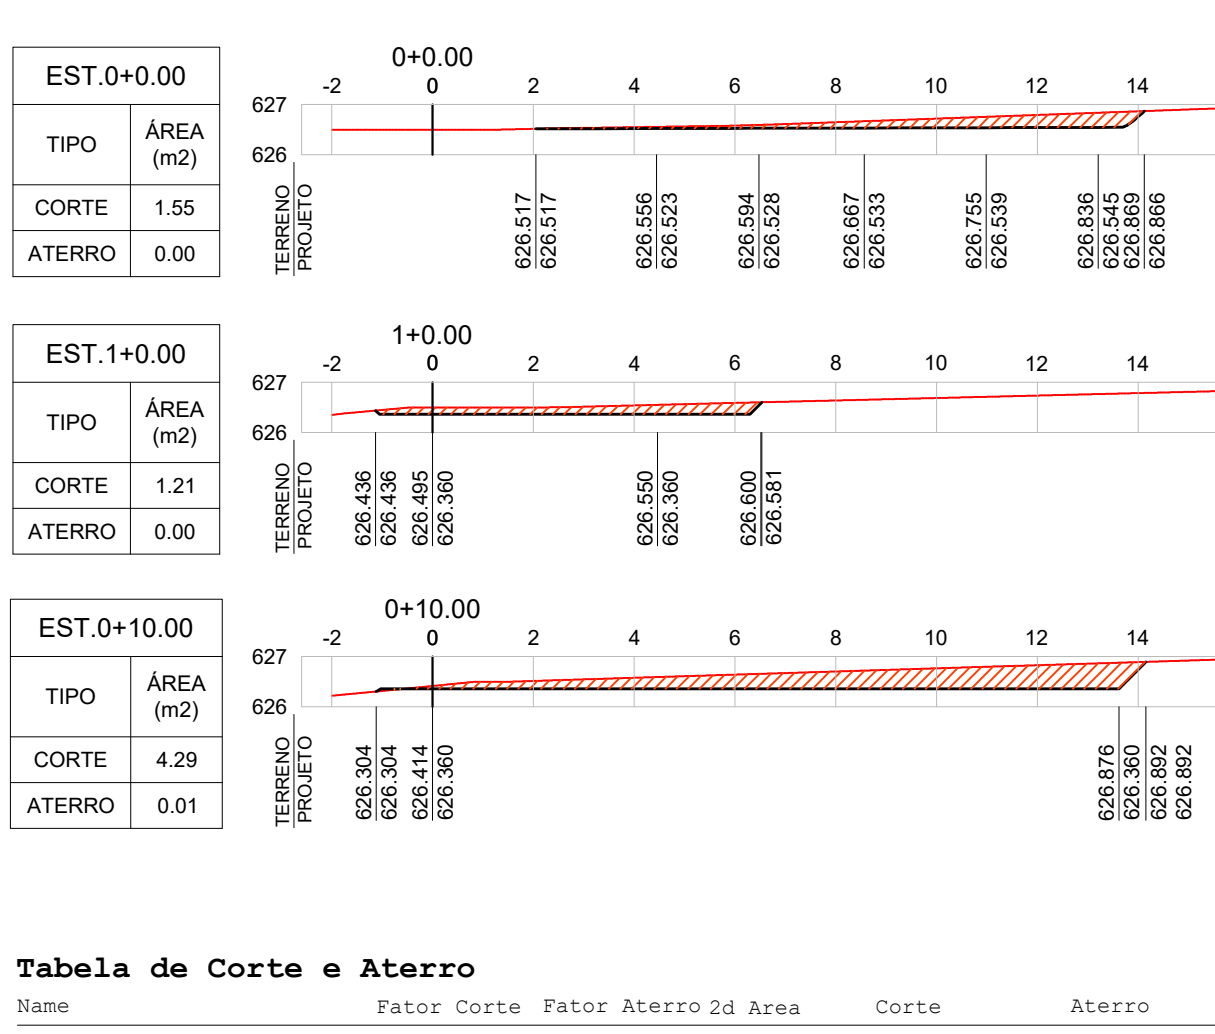 EST.0+0.00
TIPO
ÁREA
(m2)
CORTE 1.55
ATERRO 0.00
0+0.00
-2 0 2 4 6 8 10 12 14
627
626
TERRENO
PROJETO
626.517
626.517
626.556
626.523
626.594
626.528
626.667
626.533
626.755
626.539
626.836
626.545
626.869
626.866
EST.1+0.00
TIPO
ÁREA
(m2)
CORTE 1.21
ATERRO 0.00
1+0.00
-2 0 2 4 6 8 10 12 14
627
626
TERRENO
PROJETO
626.436
626.436
626.495
626.360
626.550
626.360
626.600
626.581
EST.0+10.00
TIPO
ÁREA
(m2)
CORTE 4.29
ATERRO 0.01
0+10.00
-2 0 2 4 6 8 10 12 14
627
626
TERRENO
PROJETO
626.304
626.304
626.414
626.360
626.876
626.360
626.892
626.892
Tabela de Corte e Aterro
Name Fator Corte Fator Aterro 2d Area Corte Aterro